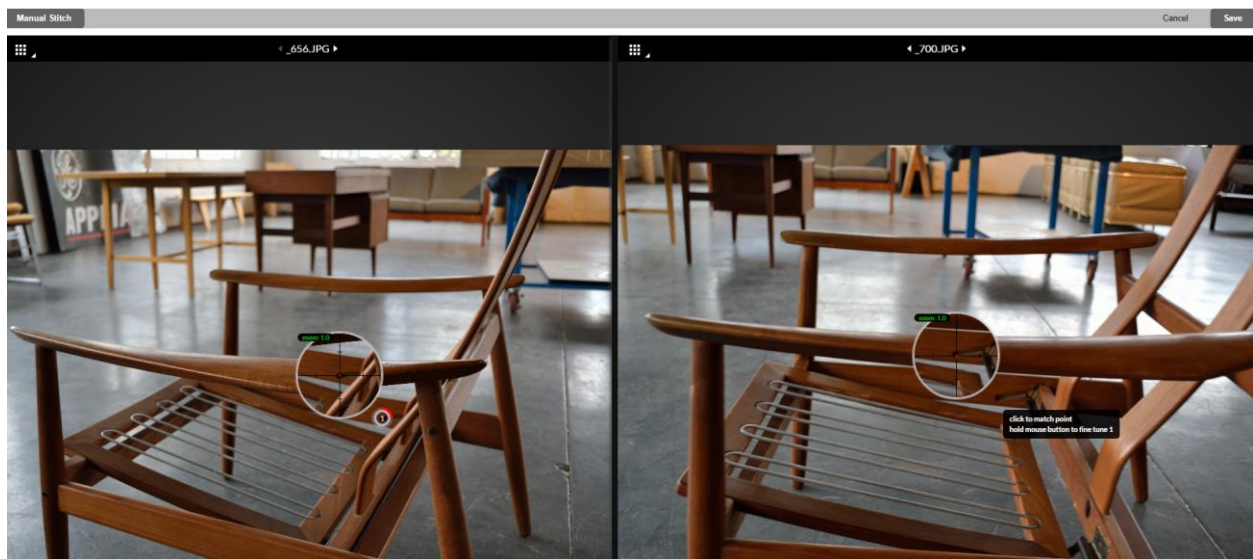 Manual Stitch
Cancel
Save
_656.JPG
_700.JPG
zoom: 1.0
zoom: 1.0
1
click to match point
hold mouse button to fine tune 1